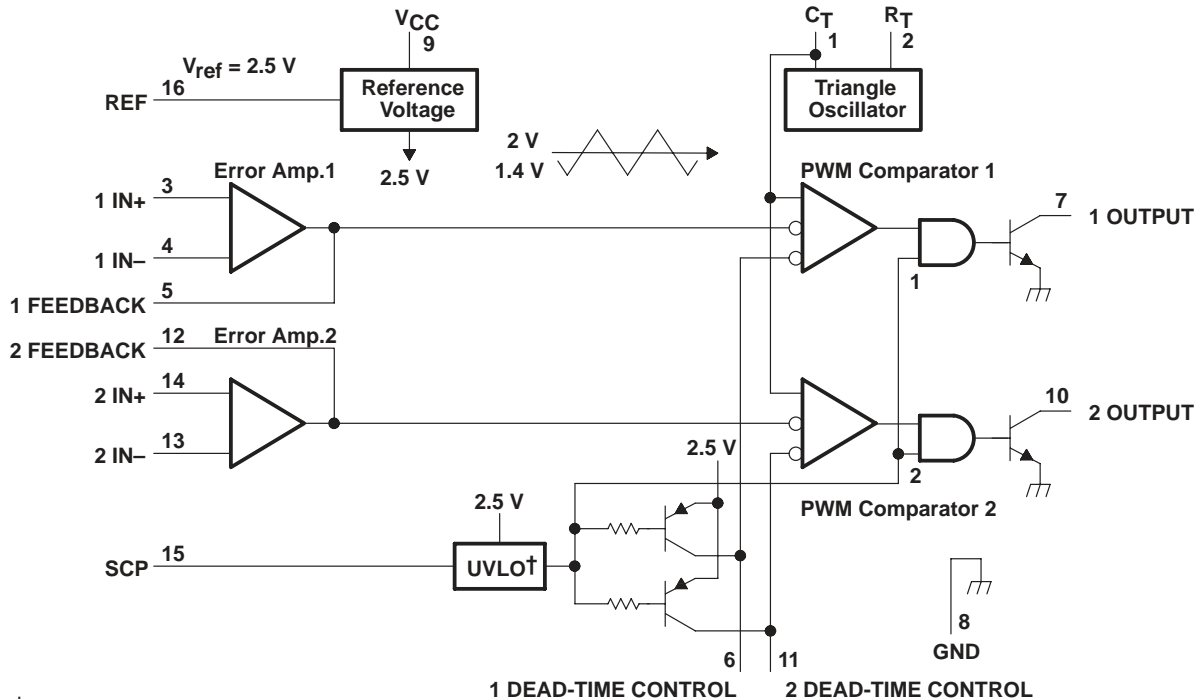 VCC
9
CT
1
RT
2
Vref = 2.5 V
REF
16
Reference
Voltage
Triangle
Oscillator
2.5 V
2 V
1.4 V
Error Amp.1
PWM Comparator 1
1 IN+
3
1 IN–
4
1 FEEDBACK
5
7
1 OUTPUT
1
2 FEEDBACK
12
Error Amp.2
2 IN+
14
2 IN–
13
10
2 OUTPUT
2
2.5 V
PWM Comparator 2
2.5 V
SCP
15
UVLO†
8
GND
6
11
1 DEAD-TIME CONTROL
2 DEAD-TIME CONTROL